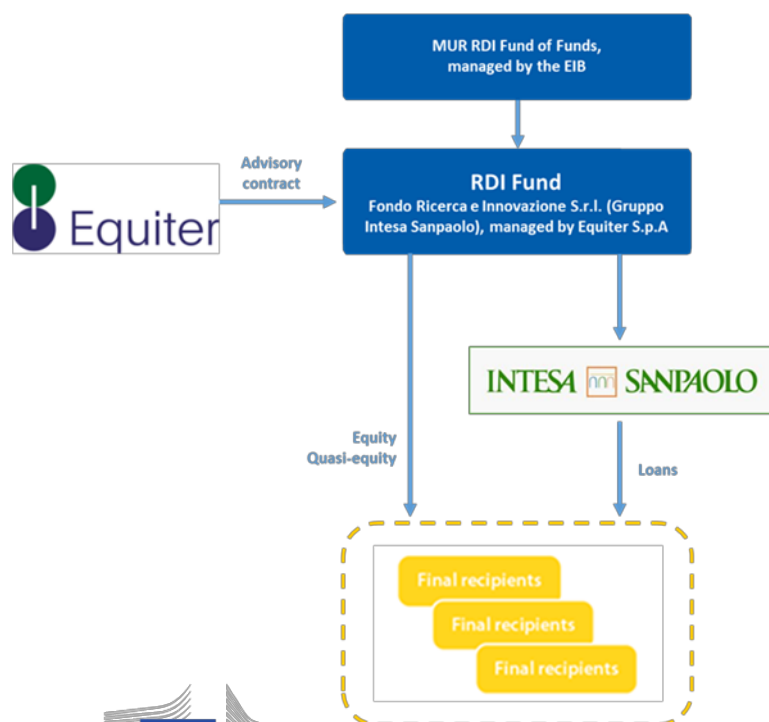 MUR RDI Fund of Funds,
managed by the EIB
Advisory
contract
Equiter
RDI Fund
Fondo Ricerca e Innovazione S.r.l. (Gruppo
Intesa Sanpaolo), managed by Equiter S.p.A
INTESA SANPAOLO
Equity
Quasi-equity
Loans
Final recipients
Final recipients
Final recipients